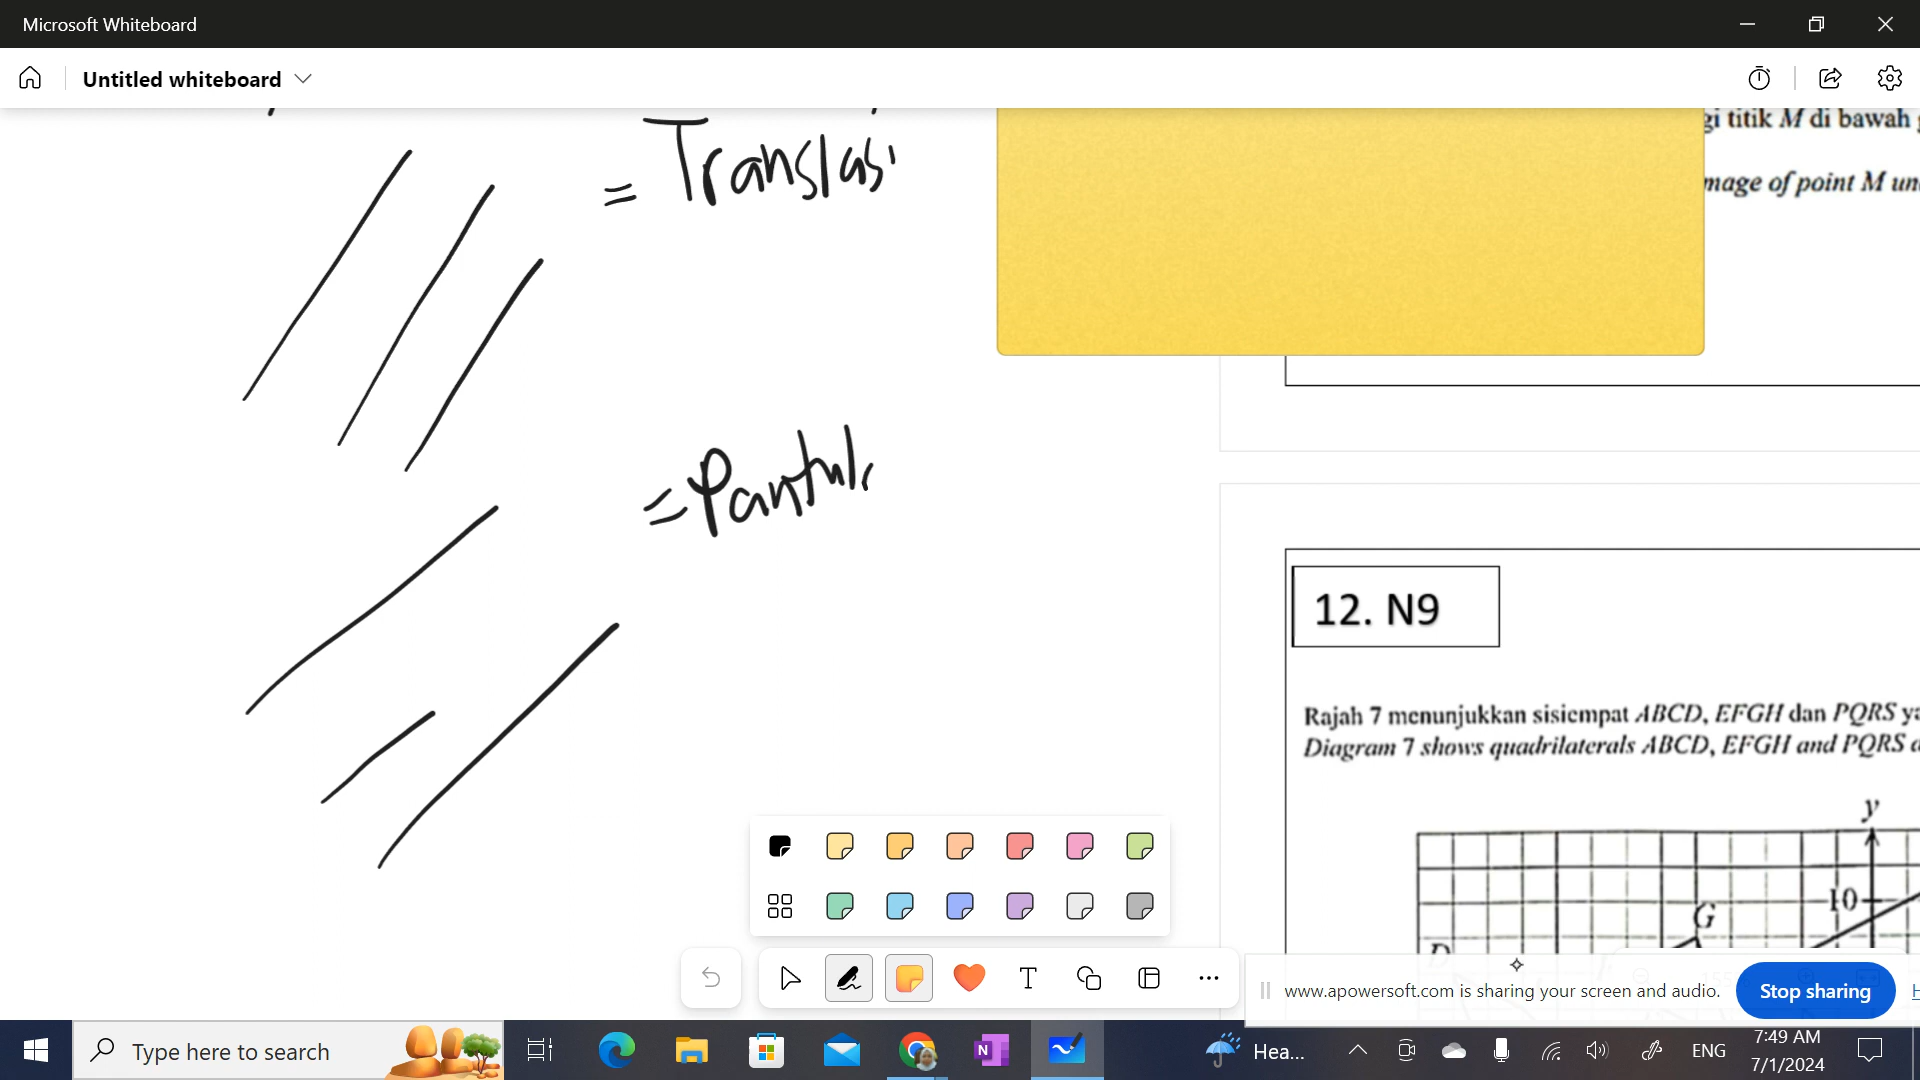 Microsoft Whiteboard
Untitled whiteboard
= Translasi
gi titik M di bawah
mage of point M un
= Pantul
12. N9
Rajah 7 menunjukkan sisiempat ABCD, EFGH dan PQRS ya
Diagram 7 shows quadrilaterals ABCD, EFGH and PQRS a
y
10
G
D
T
www.apowersoft.com is sharing your screen and audio.
Stop sharing
H
Type here to search
N
Hea...
ENG
7:49 AM
7/1/2024